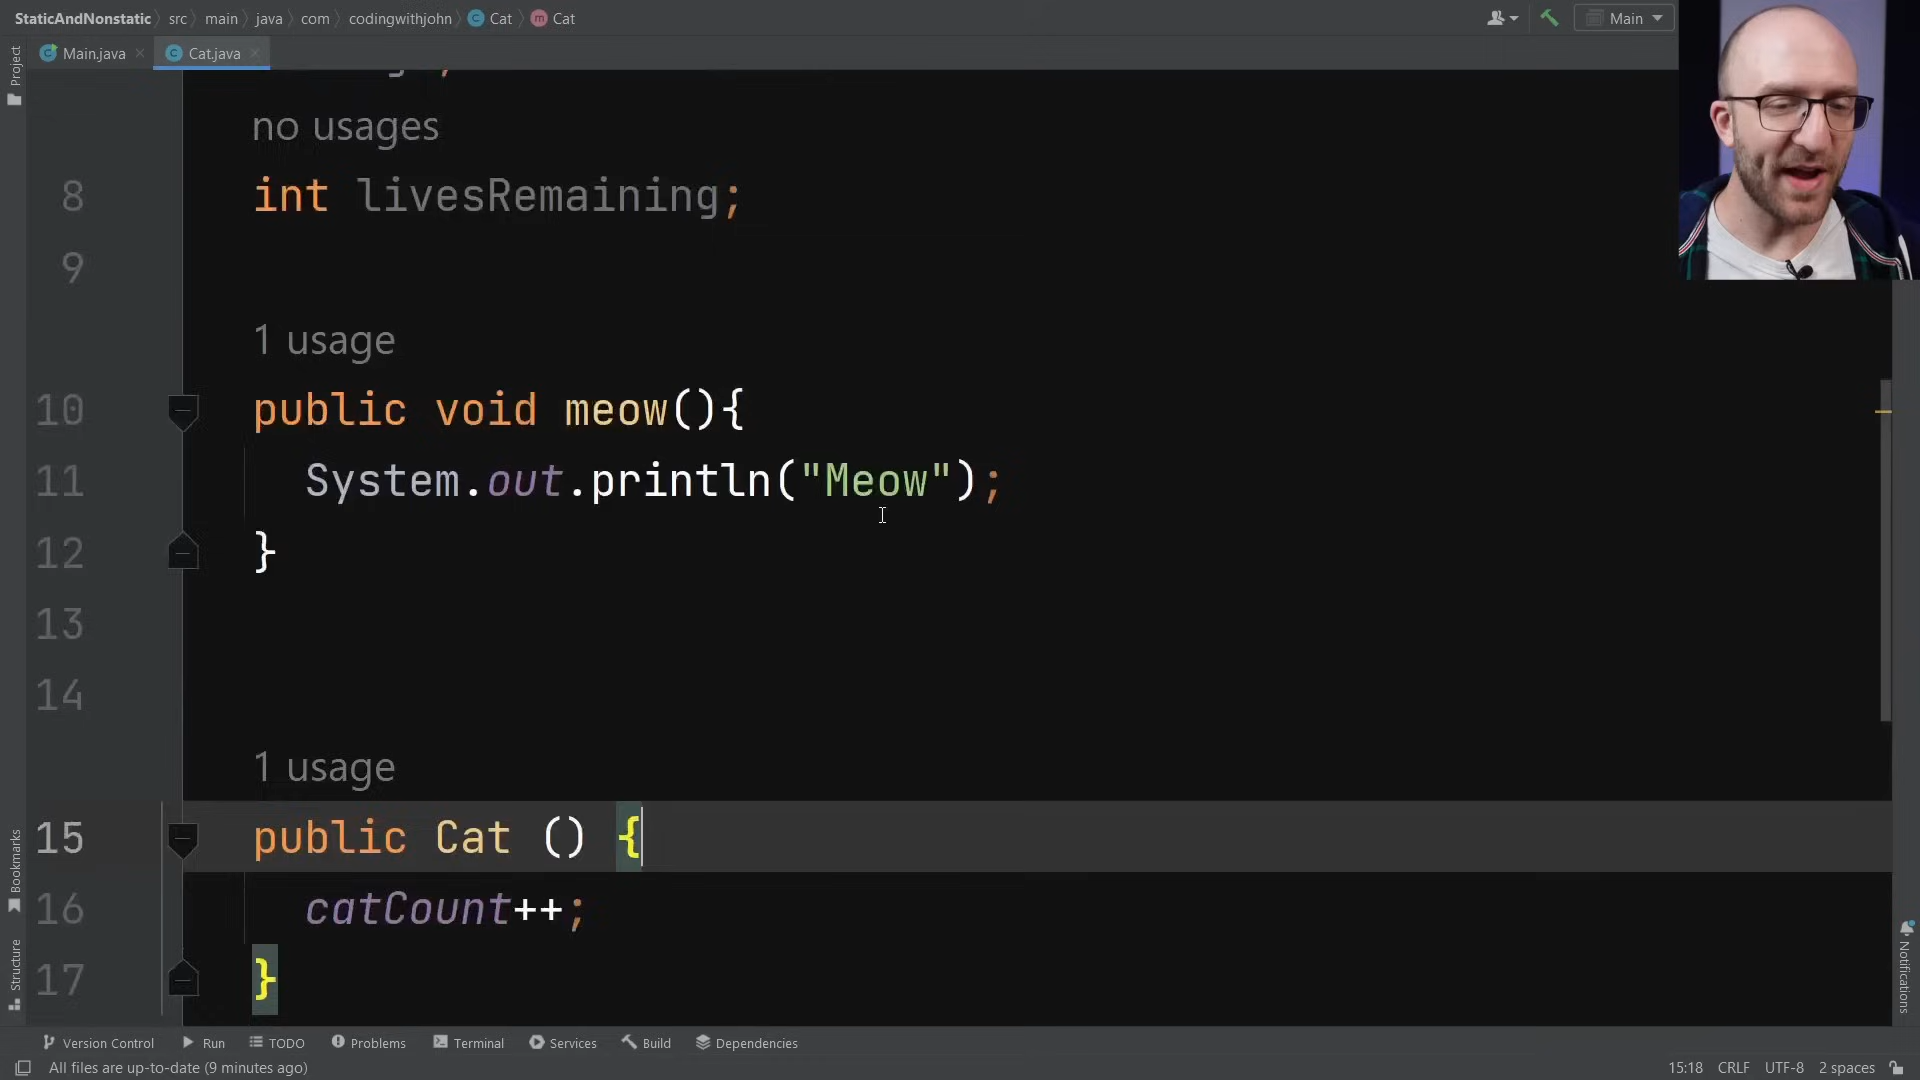 StaticAndNonstatic src main java com codingwithjohn Cat Cat
Main
Main.java Cat.java
Project
no usages
8 int livesRemaining;
9
1 usage
10 public void meow(){
11 System.out.println("Meow");
12 }
13
14
1 usage
15 public Cat () {
16 catCount++;
17 }
Bookmarks
Structure
Notifications
Version Control Run TODO Problems Terminal Services Build Dependencies
All files are up-to-date (9 minutes ago)
15:18 CRLF UTF-8 2 spaces